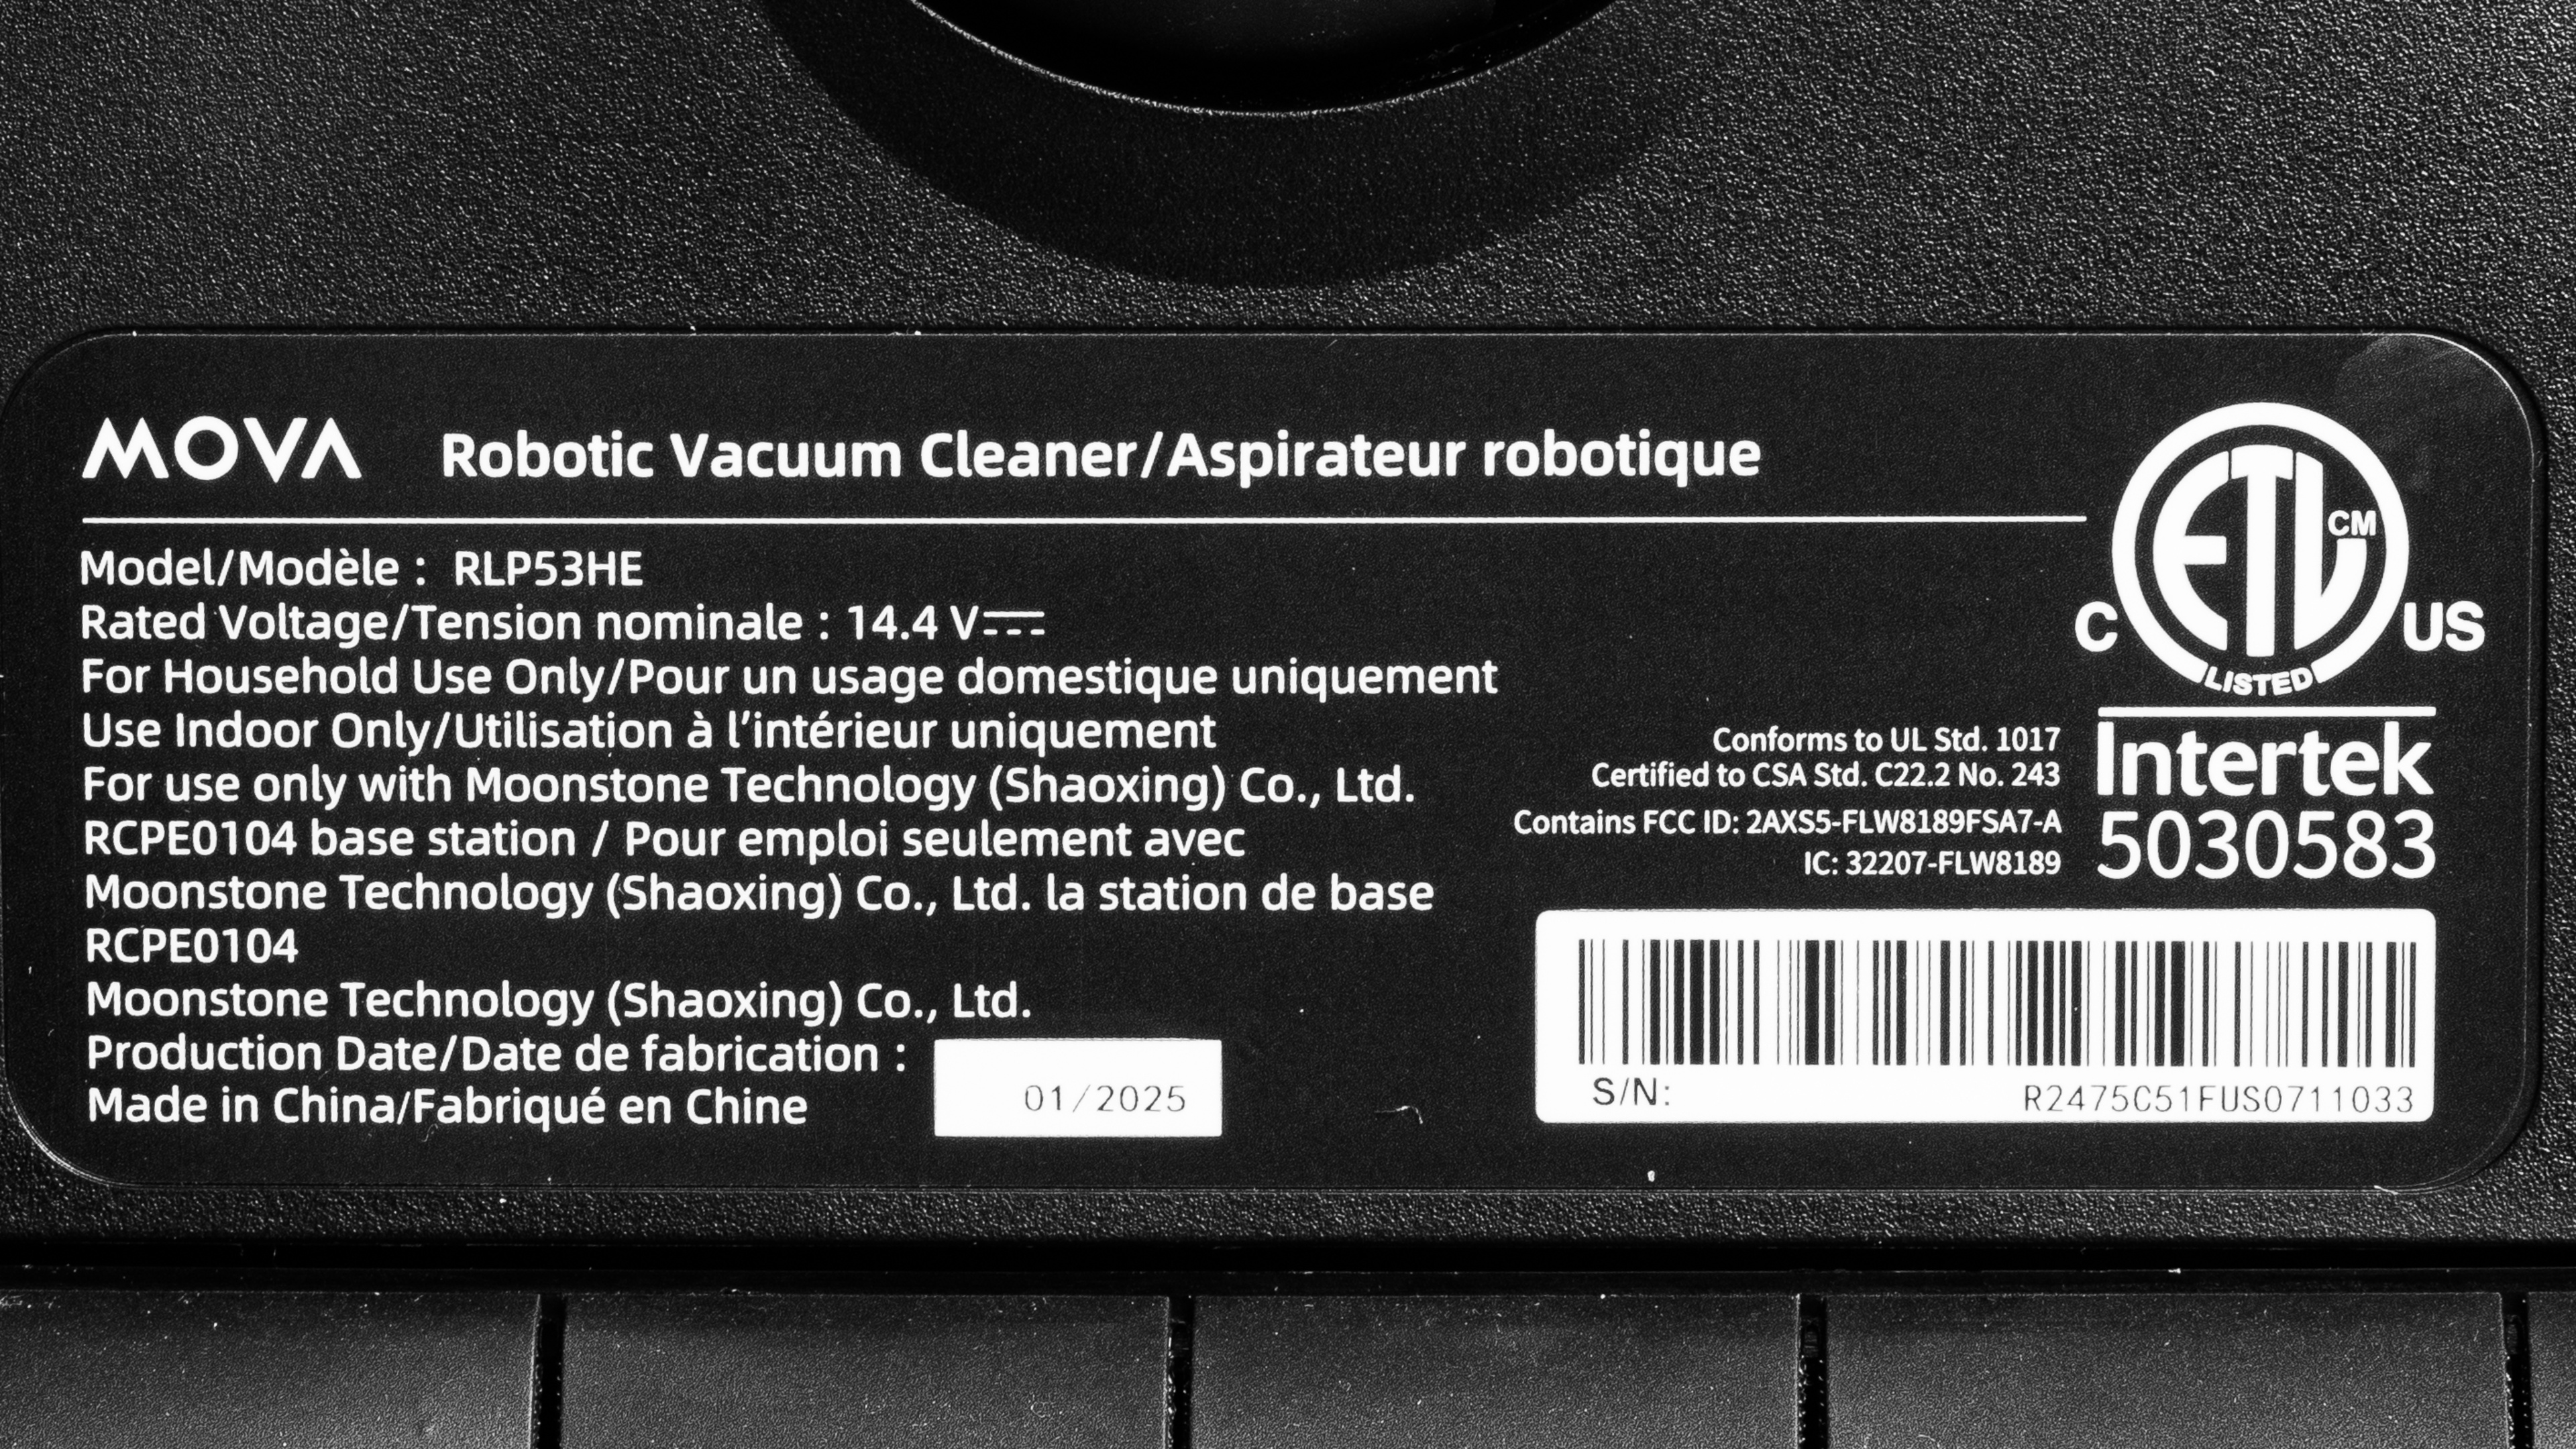 MOVA Robotic Vacuum Cleaner/Aspirateur robotique
Model/Modèle : RLP53HE
Rated Voltage/Tension nominale : 14.4 V⎓
For Household Use Only/Pour un usage domestique uniquement
Use Indoor Only/Utilisation à l’intérieur uniquement
For use only with Moonstone Technology (Shaoxing) Co., Ltd.
RCPE0104 base station / Pour emploi seulement avec
Moonstone Technology (Shaoxing) Co., Ltd. la station de base
RCPE0104
Moonstone Technology (Shaoxing) Co., Ltd.
Production Date/Date de fabrication :
01/2025
Made in China/Fabriqué en Chine
ETL CM
C US
LISTED
Intertek
5030583
Conforms to UL Std. 1017
Certified to CSA Std. C22.2 No. 243
Contains FCC ID: 2AXS5-FLW8189FSA7-A
IC: 32207-FLW8189
S/N: R2475C51FUS0711033